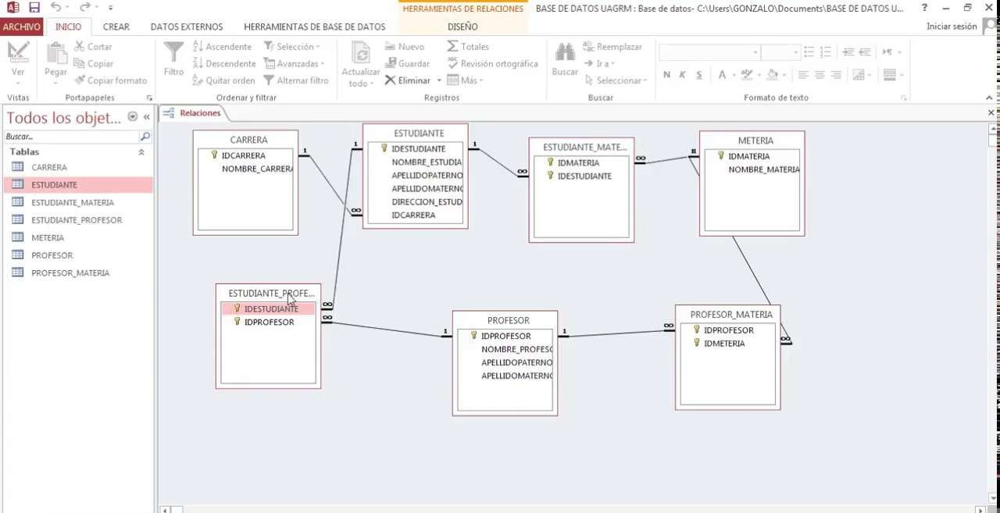 HERRAMIENTAS DE RELACIONES BASE DE DATOS UAGRM : Base de datos- C:\Users\GONZALO\Documents\BASE DE DATOS U... ?
ARCHIVO INICIO CREAR DATOS EXTERNOS HERRAMIENTAS DE BASE DE DATOS DISEÑO Iniciar sesión
Ver
Vistas
Pegar
Cortar
Copiar
Copiar formato
Portapapeles
Filtro
Ascendente
Descendente
Quitar orden
Selección
Avanzadas
Alternar filtro
Ordenar y filtrar
Actualizar
todo
Nuevo
Guardar
Eliminar
Totales
Revisión ortográfica
Más
Registros
Buscar
Reemplazar
Ir a
Seleccionar
Buscar
N K S A
Formato de texto
Todos los objet... «
Buscar...
Tablas
CARRERA
ESTUDIANTE
ESTUDIANTE_MATERIA
ESTUDIANTE_PROFESOR
METERIA
PROFESOR
PROFESOR_MATERIA
Relaciones
CARRERA
IDCARRERA
NOMBRE_CARRERA
1
∞
ESTUDIANTE
IDESTUDIANTE
NOMBRE_ESTUDIA
APELLIDOPATERNO
APELLIDOMATERNO
DIRECCION_ESTUD
IDCARRERA
1
1
∞
ESTUDIANTE_MATE...
IDMATERIA
IDESTUDIANTE
∞
METERIA
IDMATERIA
NOMBRE_MATERIA
ESTUDIANTE_PROFE...
IDESTUDIANTE
IDPROFESOR
∞
∞
1
PROFESOR
IDPROFESOR
NOMBRE_PROFESO
APELLIDOPATERNO
APELLIDOMATERNO
1
∞
PROFESOR_MATERIA
IDPROFESOR
IDMETERIA
∞